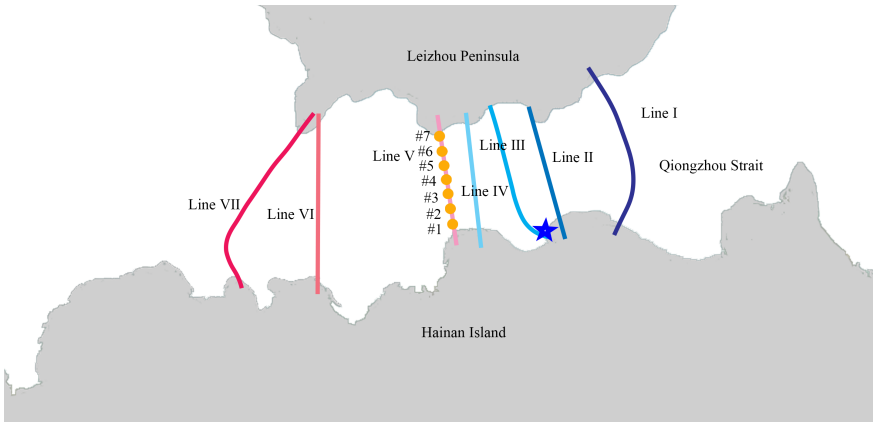 Leizhou Peninsula
Line I
#7
#6
Line V
Line III
Line II
#5
Qiongzhou Strait
#4
Line IV
#3
Line VII
Line VI
#2
#1
Hainan Island